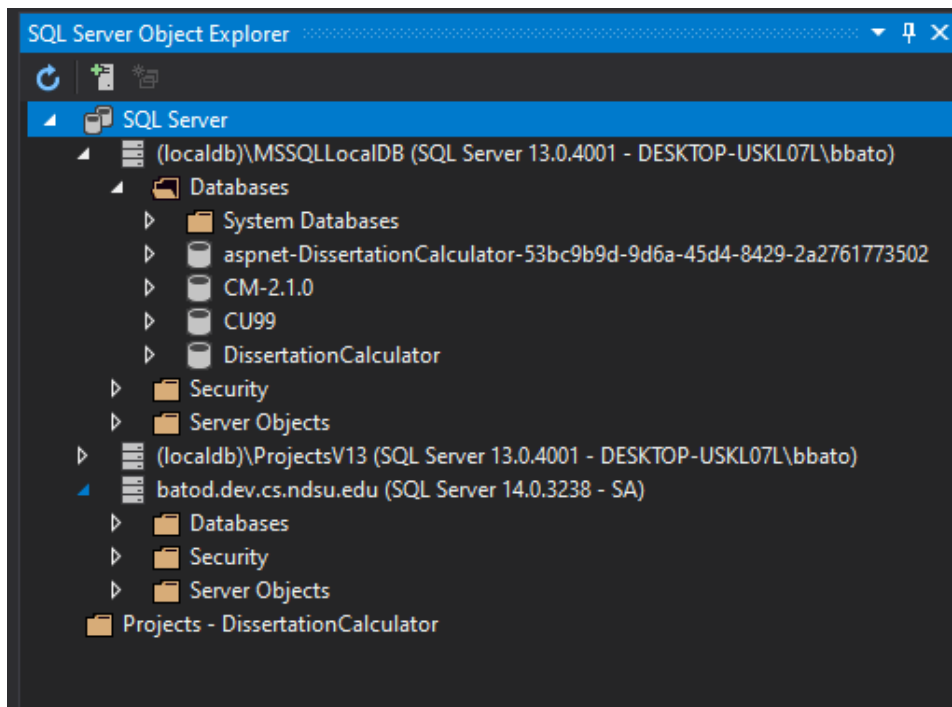 SQL Server Object Explorer
SQL Server
(localdb)\MSSQLLocalDB (SQL Server 13.0.4001 - DESKTOP-USKL07L\bbato)
Databases
System Databases
aspnet-DissertationCalculator-53bc9b9d-9d6a-45d4-8429-2a2761773502
CM-2.1.0
CU99
DissertationCalculator
Security
Server Objects
(localdb)\ProjectsV13 (SQL Server 13.0.4001 - DESKTOP-USKL07L\bbato)
batod.dev.cs.ndsu.edu (SQL Server 14.0.3238 - SA)
Databases
Security
Server Objects
Projects - DissertationCalculator